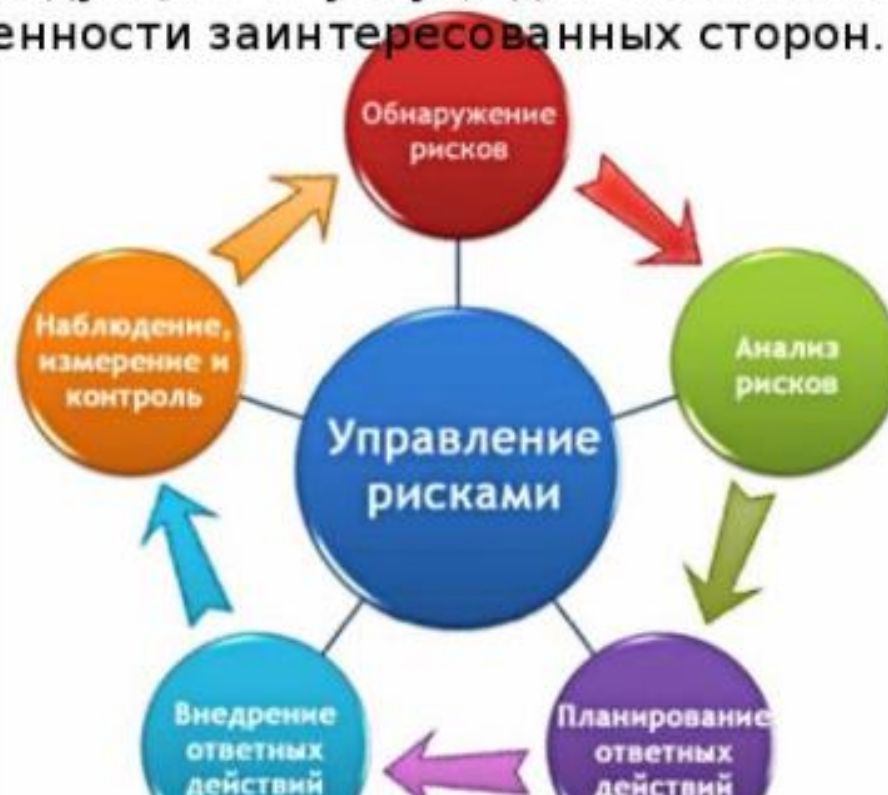 енности заинтересованных сторон.
Обнаружение
рисков
Анализ
рисков
Планирование
ответных
действий
Внедрение
ответных
действий
Наблюдение,
измерение и
контроль
Управление
рисками